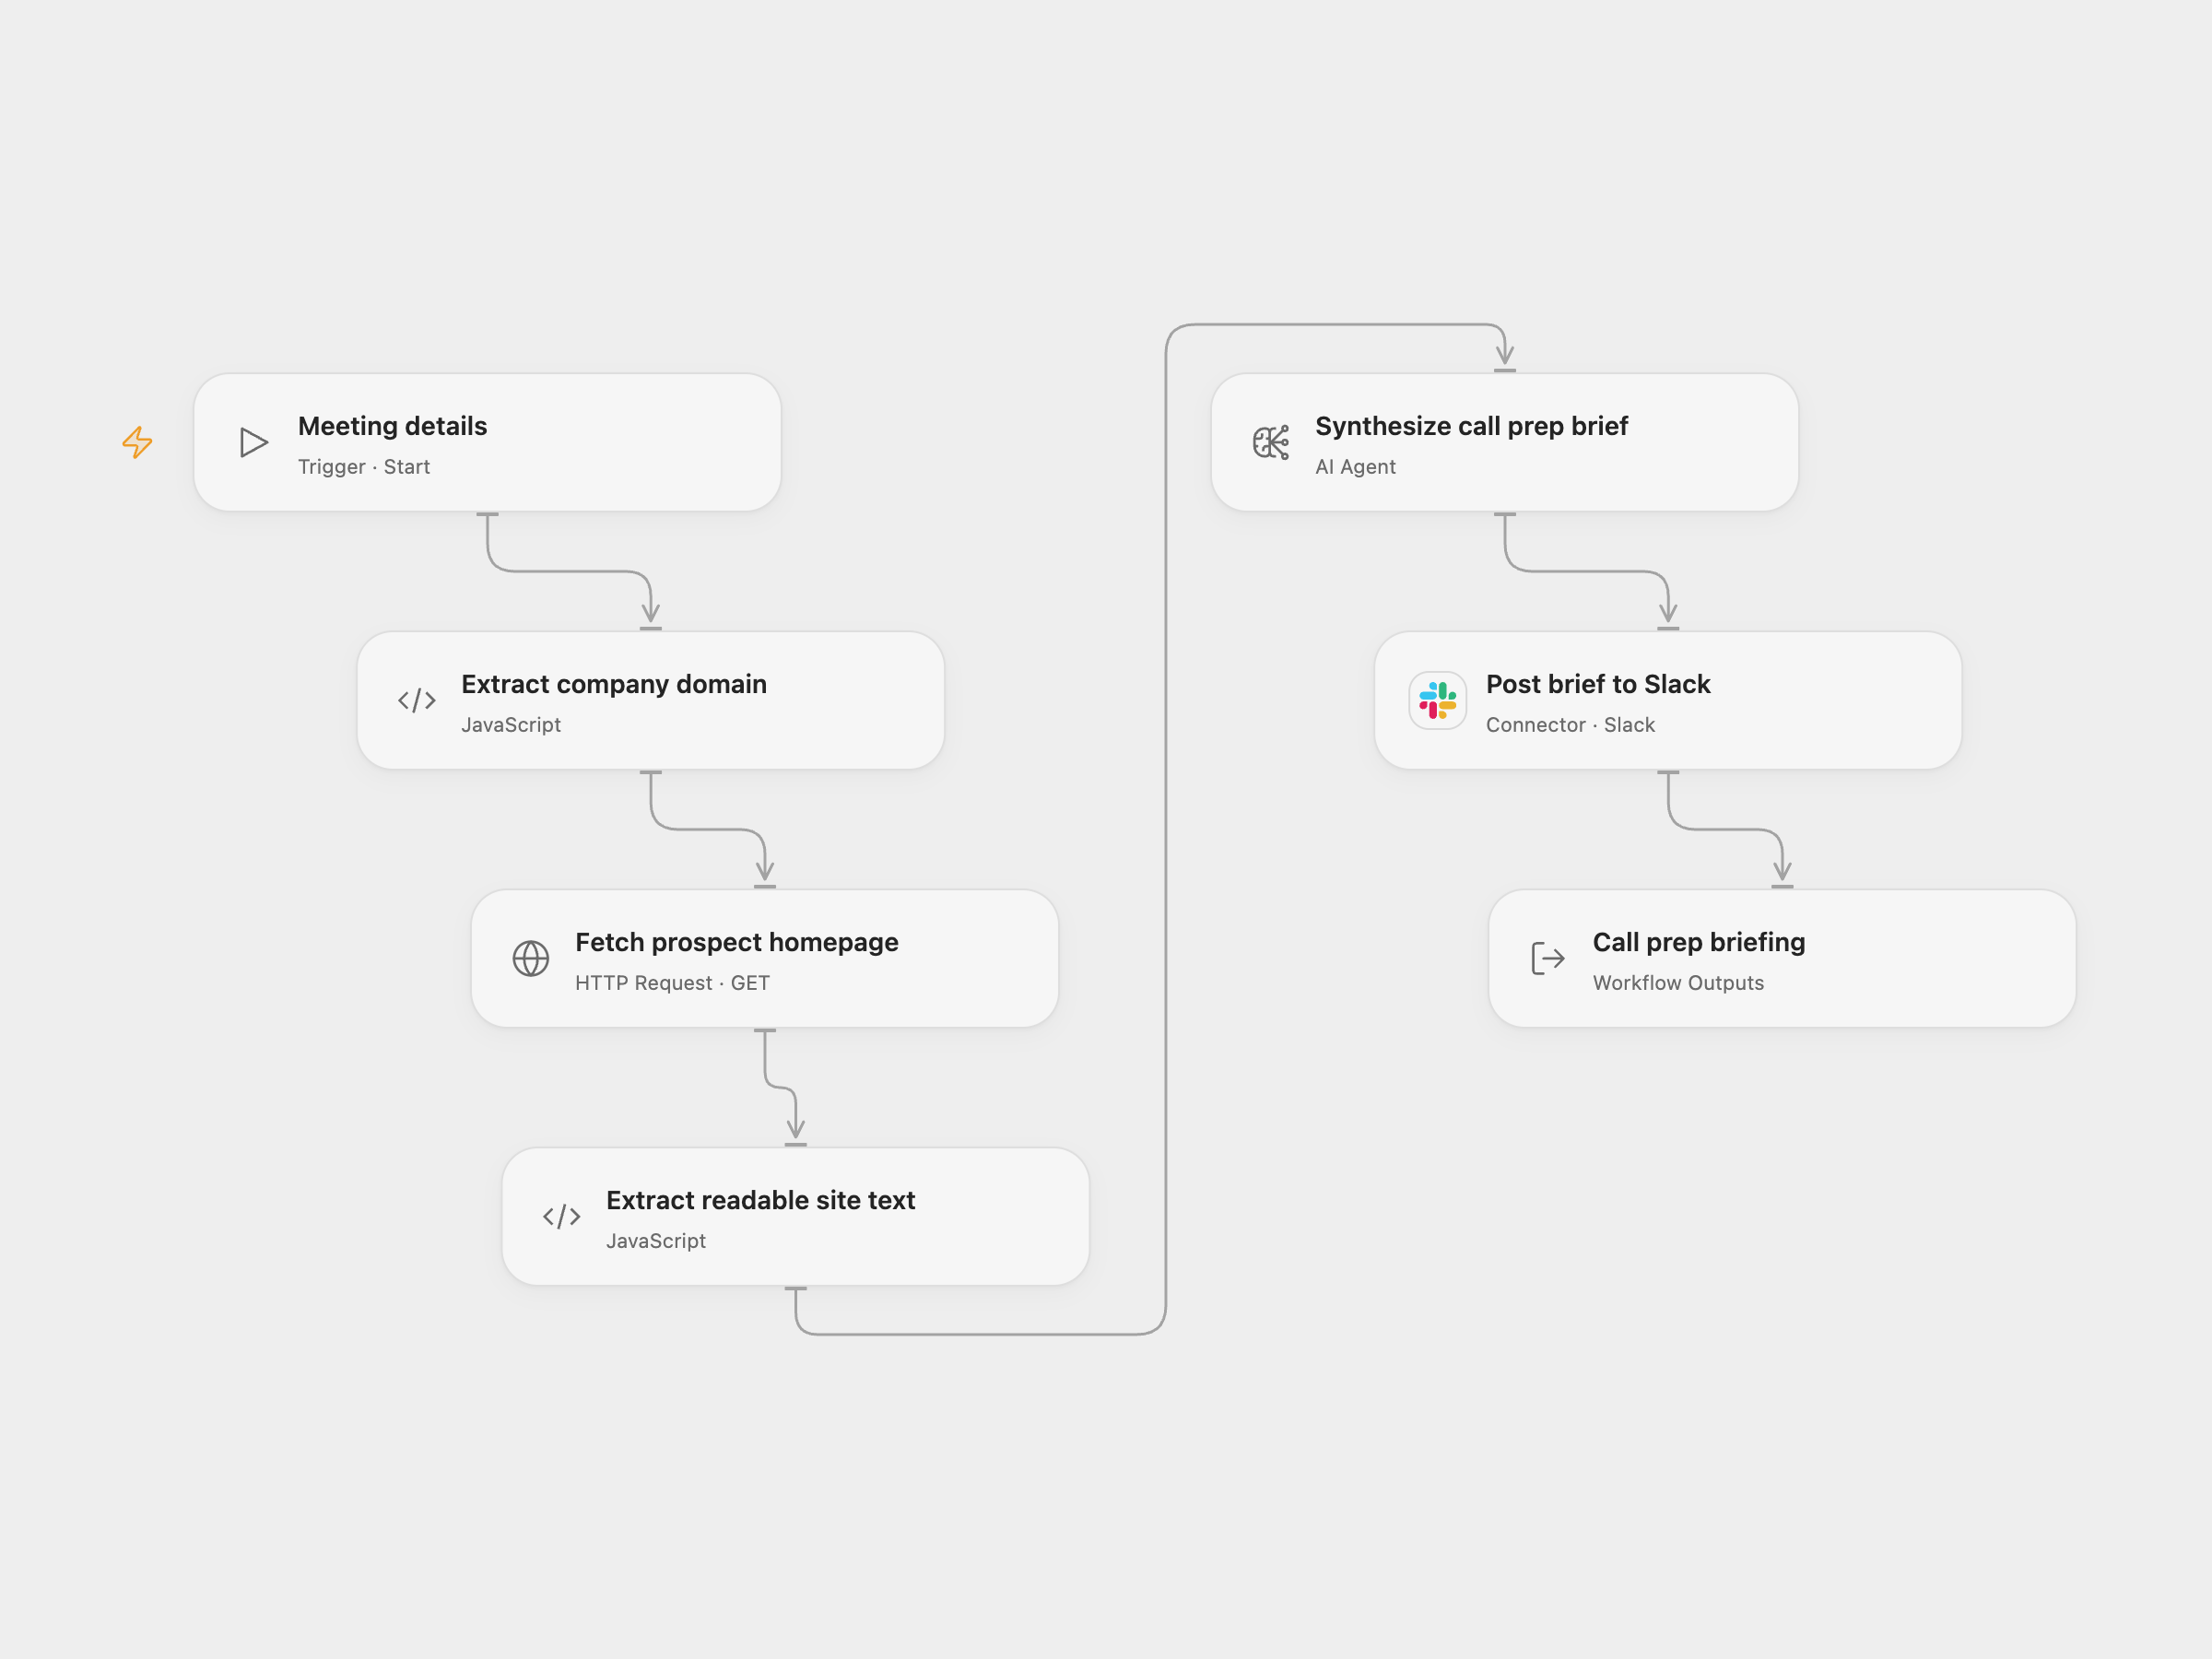 Meeting details
Trigger · Start
Extract company domain
JavaScript
Fetch prospect homepage
HTTP Request · GET
Extract readable site text
JavaScript
Synthesize call prep brief
AI Agent
Post brief to Slack
Connector · Slack
Call prep briefing
Workflow Outputs